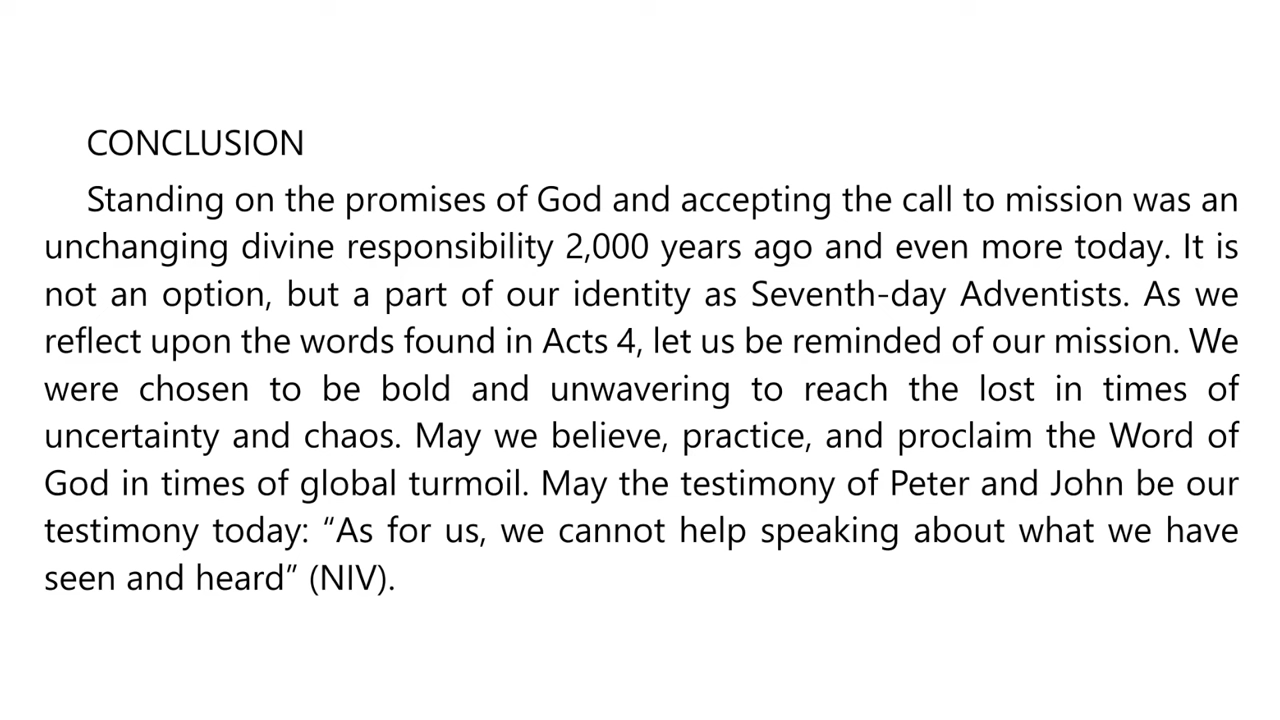 CONCLUSION
Standing on the promises of God and accepting the call to mission was an
unchanging divine responsibility 2,000 years ago and even more today. It is
not an option, but a part of our identity as Seventh-day Adventists. As we
reflect upon the words found in Acts 4, let us be reminded of our mission. We
were chosen to be bold and unwavering to reach the lost in times of
uncertainty and chaos. May we believe, practice, and proclaim the Word of
God in times of global turmoil. May the testimony of Peter and John be our
testimony today: “As for us, we cannot help speaking about what we have
seen and heard” (NIV).